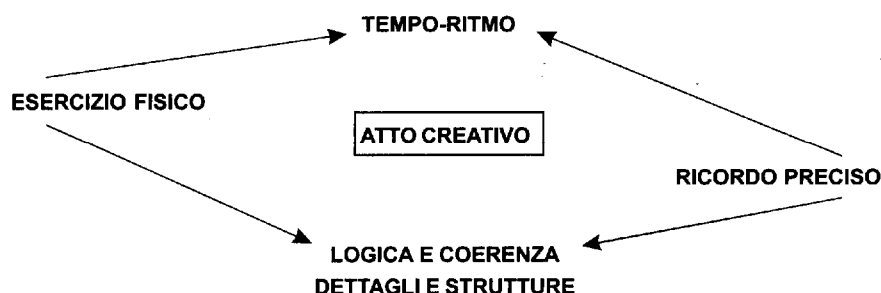 TEMPO-RITMO
ESERCIZIO FISICO
ATTO CREATIVO
RICORDO PRECISO
LOGICA E COERENZA
DETTAGLI E STRUTTURE